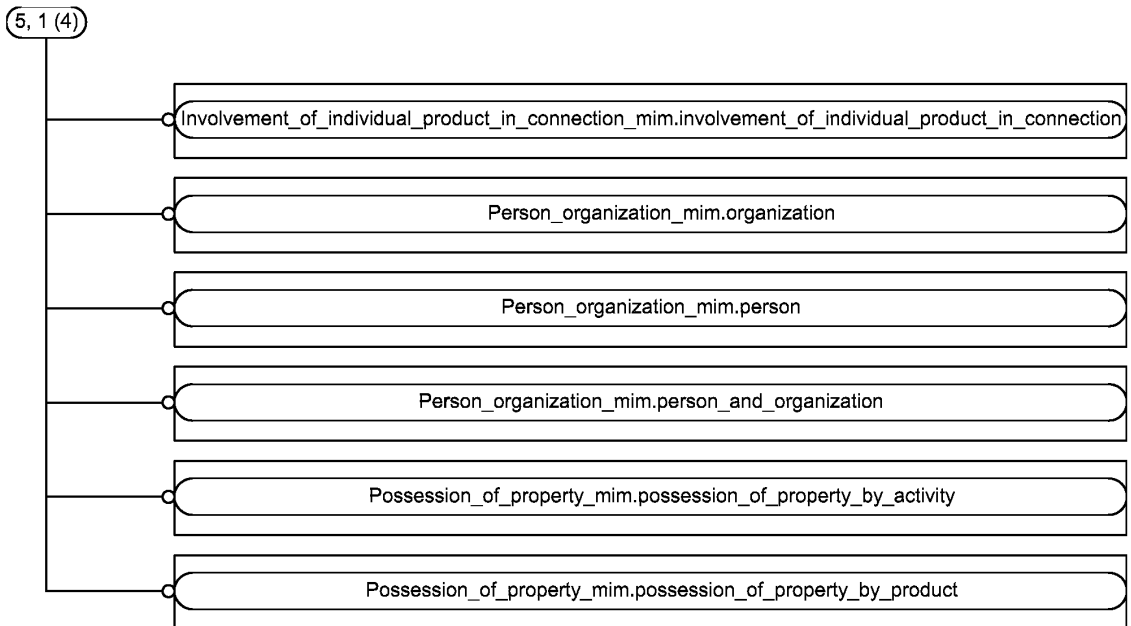 5, 1 (4)
Involvement_of_individual_product_in_connection_mim.involvement_of_individual_product_in_connection
Person_organization_mim.organization
Person_organization_mim.person
Person_organization_mim.person_and_organization
Possession_of_property_mim.possession_of_property_by_activity
Possession_of_property_mim.possession_of_property_by_product